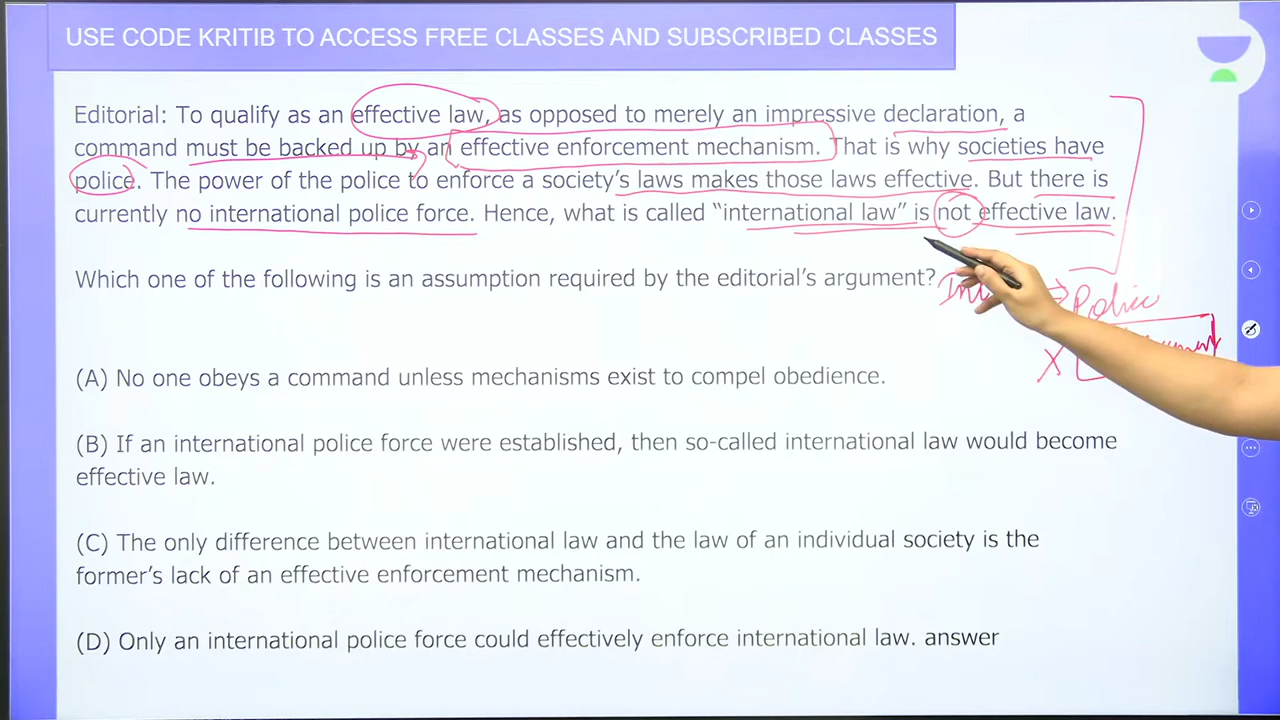 USE CODE KRITIB TO ACCESS FREE CLASSES AND SUBSCRIBED CLASSES
Editorial: To qualify as an effective law, as opposed to merely an impressive declaration, a
command must be backed up by an effective enforcement mechanism. That is why societies have
police. The power of the police to enforce a society's laws makes those laws effective. But there is
currently no international police force. Hence, what is called “international law” is not effective law.
Which one of the following is an assumption required by the editorial's argument?
Police
X
(A) No one obeys a command unless mechanisms exist to compel obedience.
(B) If an international police force were established, then so-called international law would become
effective law.
(C) The only difference between international law and the law of an individual society is the
former's lack of an effective enforcement mechanism.
(D) Only an international police force could effectively enforce international law. answer